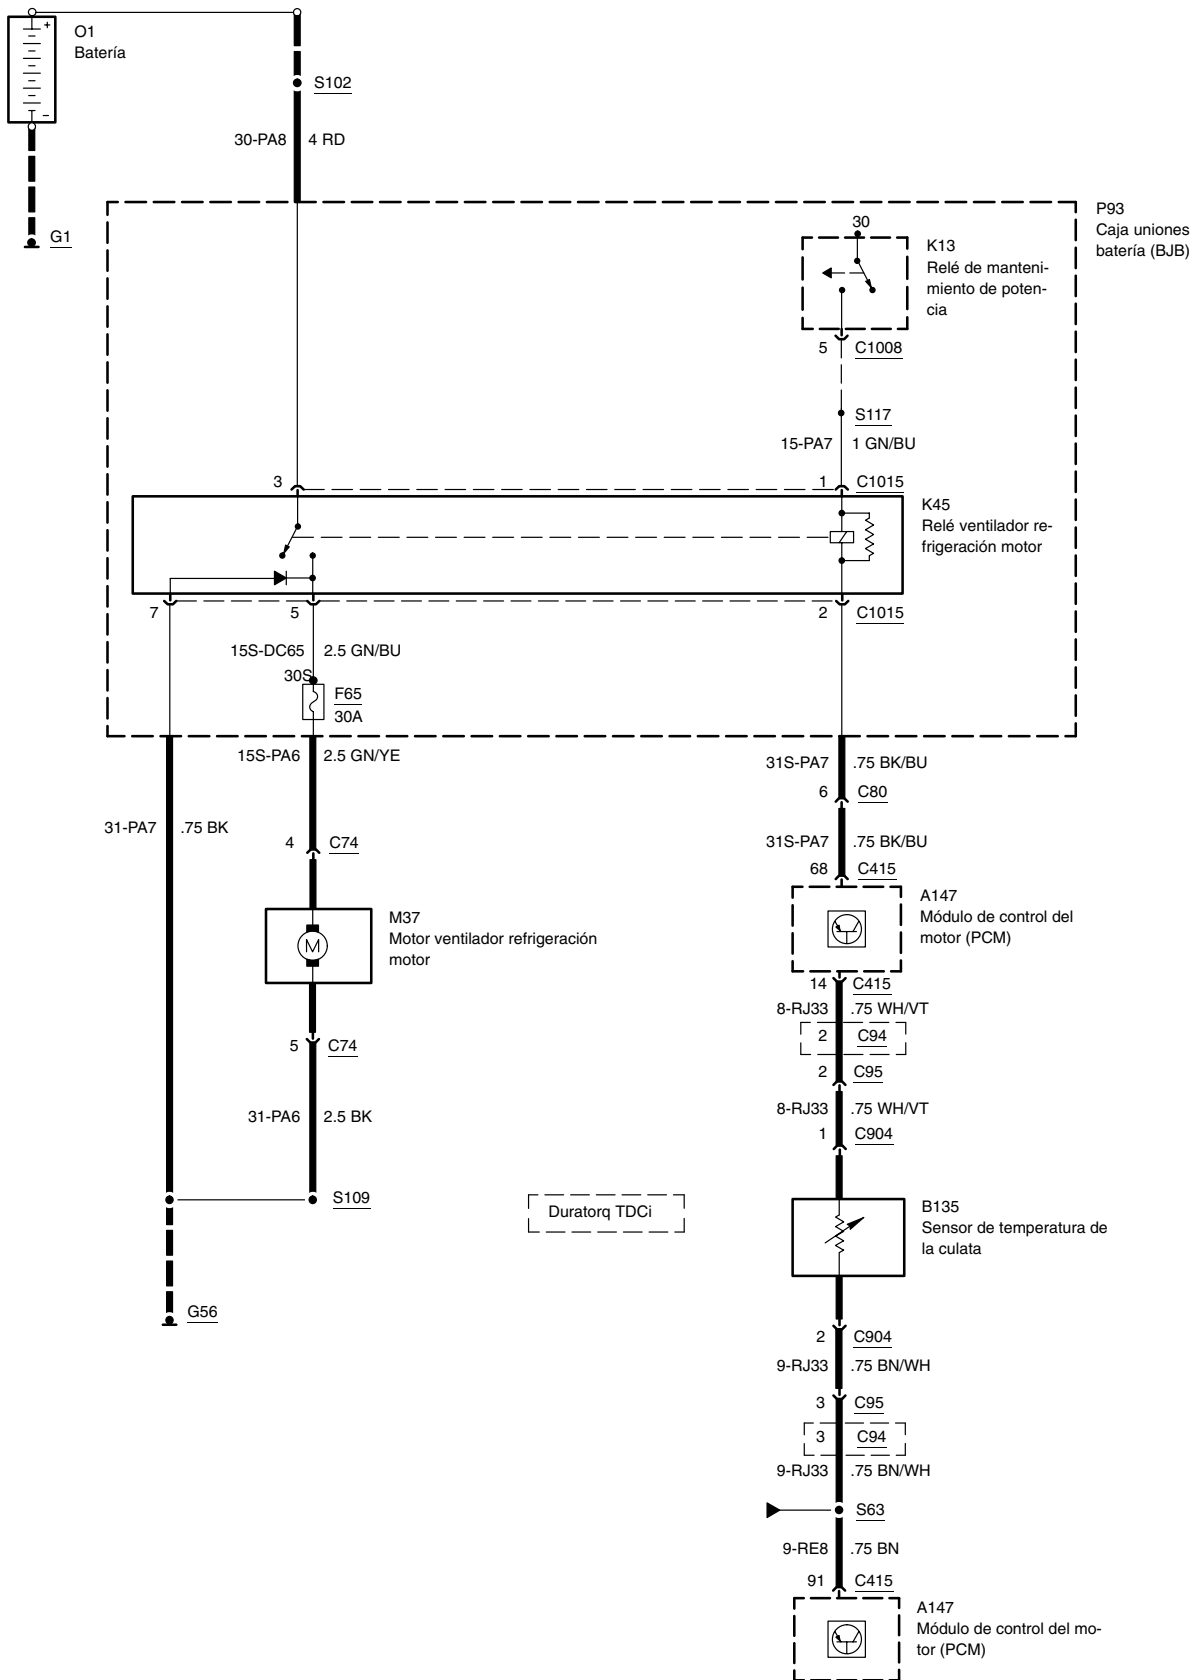 +
O1
Batería
−
S102
30-PA8 4 RD
G1
P93
Caja uniones
batería (BJB)
30
K13
Relé de manteni-
miento de poten-
cia
5 C1008
S117
15-PA7 1 GN/BU
3 1 C1015
K45
Relé ventilador re-
frigeración motor
7 5 2 C1015
15S-DC65 2.5 GN/BU
30S
F65
30A
15S-PA6 2.5 GN/YE
31S-PA7 .75 BK/BU
6 C80
31-PA7 .75 BK
4 C74
31S-PA7 .75 BK/BU
68 C415
M37
Motor ventilador refrigeración
motor
M
A147
Módulo de control del
motor (PCM)
14 C415
8-RJ33 .75 WH/VT
2 C94
5 C74
2 C95
31-PA6 2.5 BK
8-RJ33 .75 WH/VT
1 C904
S109
Duratorq TDCi
B135
Sensor de temperatura de
la culata
G56
2 C904
9-RJ33 .75 BN/WH
3 C95
3 C94
9-RJ33 .75 BN/WH
S63
9-RE8 .75 BN
91 C415
A147
Módulo de control del mo-
tor (PCM)